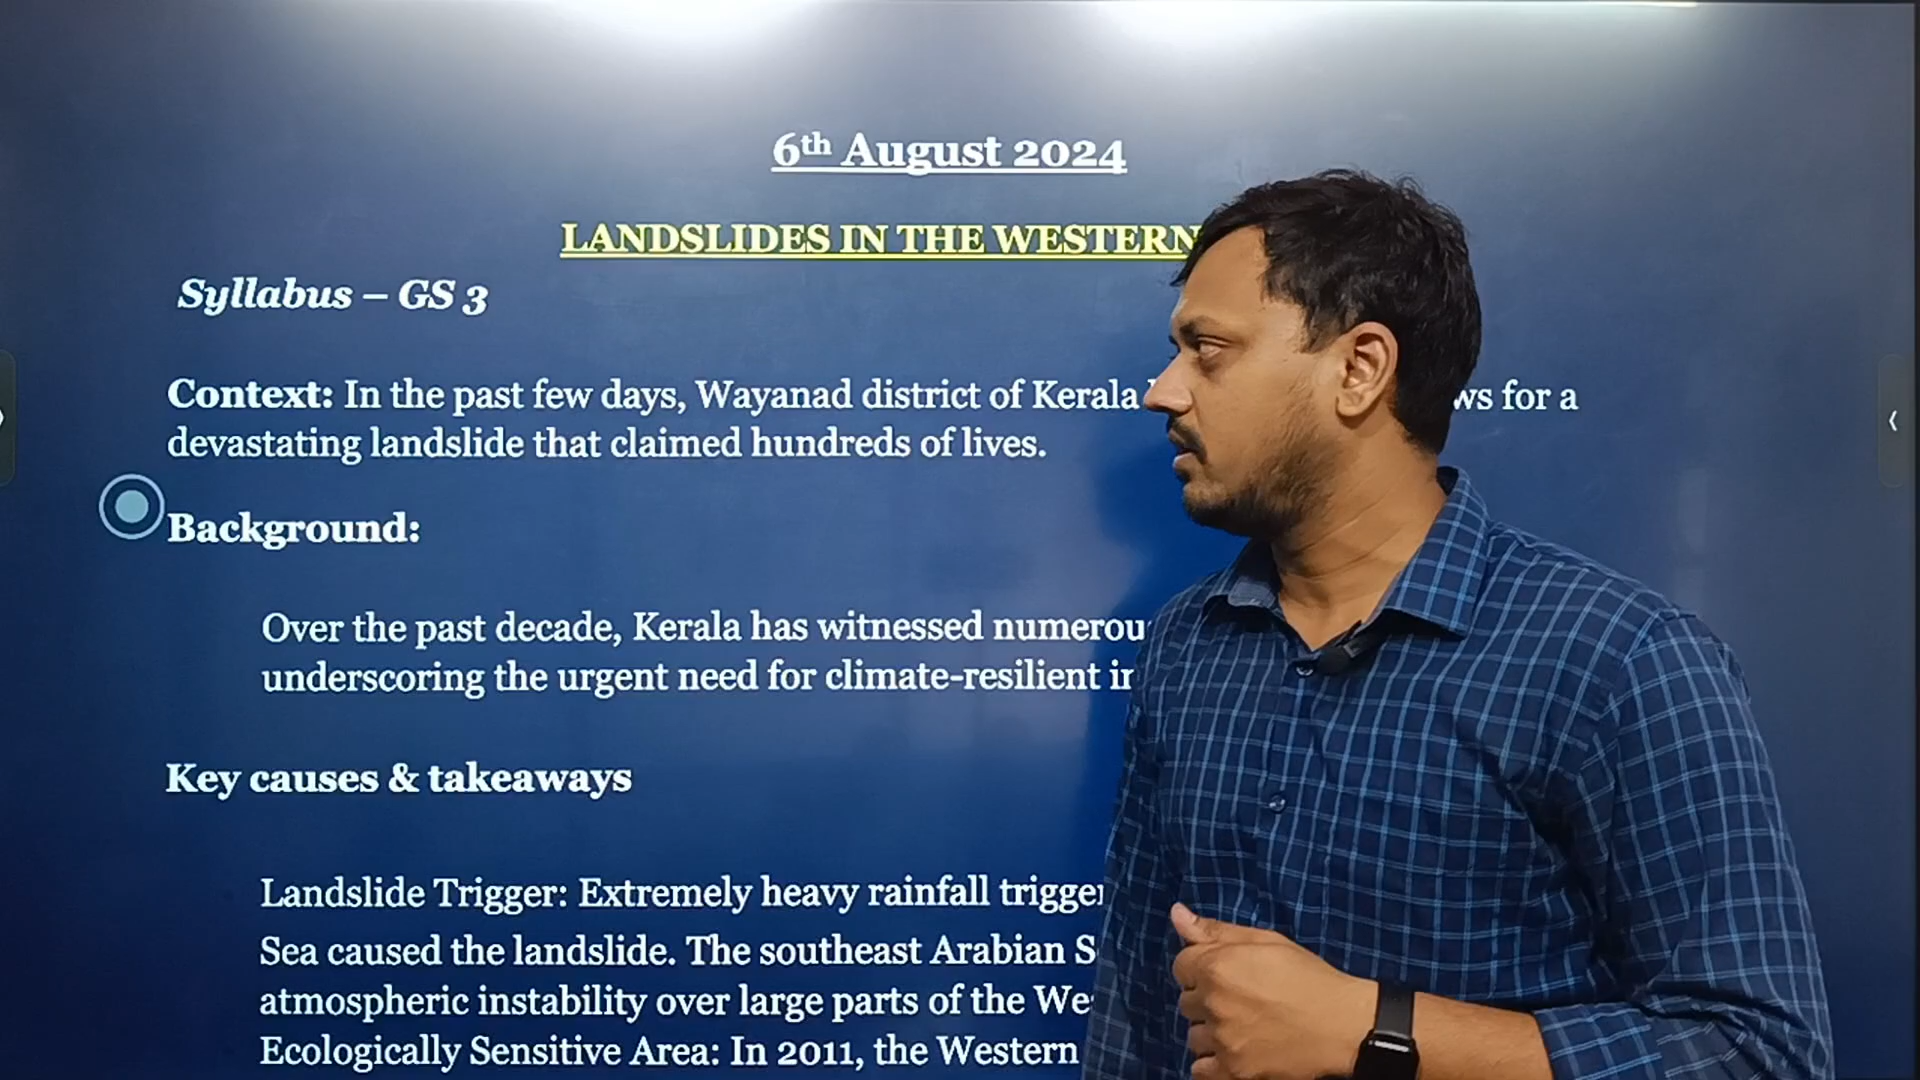 6th August 2024
LANDSLIDES IN THE WESTERN
Syllabus – GS 3
Context: In the past few days, Wayanad district of Kerala for a
devastating landslide that claimed hundreds of lives.
Background:
Over the past decade, Kerala has witnessed
underscoring the urgent need for climate-resilient
Key causes & takeaways
Landslide Trigger: Extremely heavy rainfall
Sea caused the landslide. The southeast Arabian
atmospheric instability over large parts of the
Ecologically Sensitive Area: In 2011, the Western